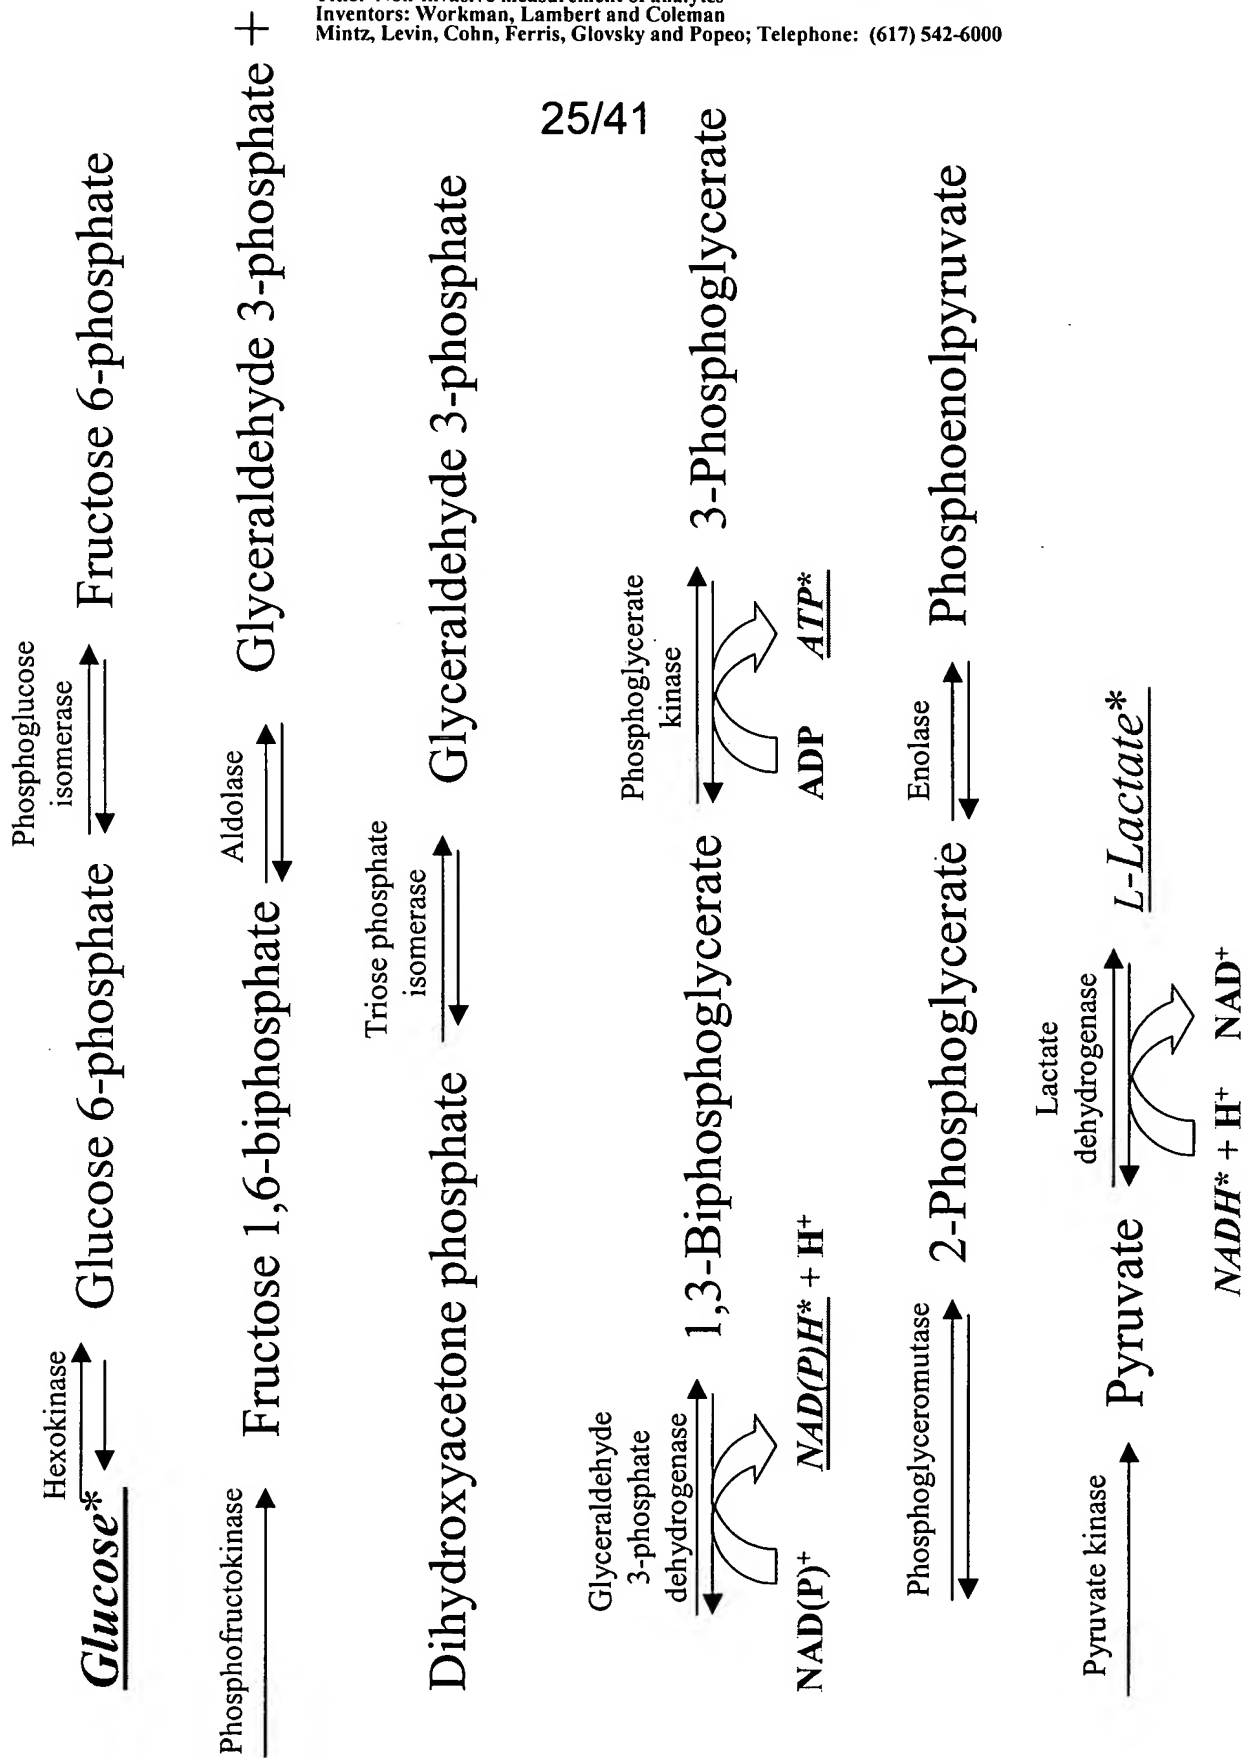 Inventors: Workman, Lambert and Coleman
Mintz, Levin, Cohn, Ferris, Glovsky and Popeo; Telephone: (617) 542-6000
25/41
Glucose*
Hexokinase
Glucose 6-phosphate
Phosphoglucose
isomerase
Fructose 6-phosphate
Phosphofructokinase
Fructose 1,6-biphosphate
Aldolase
Glyceraldehyde 3-phosphate +
Dihydroxyacetone phosphate
Triose phosphate
isomerase
Glyceraldehyde 3-phosphate
Glyceraldehyde
3-phosphate
dehydrogenase
NAD(P)⁺ NAD(P)H* + H⁺
1,3-Biphosphoglycerate
Phosphoglycerate
kinase
ADP ATP*
3-Phosphoglycerate
Phosphoglyceromutase
2-Phosphoglycerate
Enolase
Phosphoenolpyruvate
Pyruvate kinase
Pyruvate
Lactate
dehydrogenase
NADH* + H⁺ NAD⁺
L-Lactate*